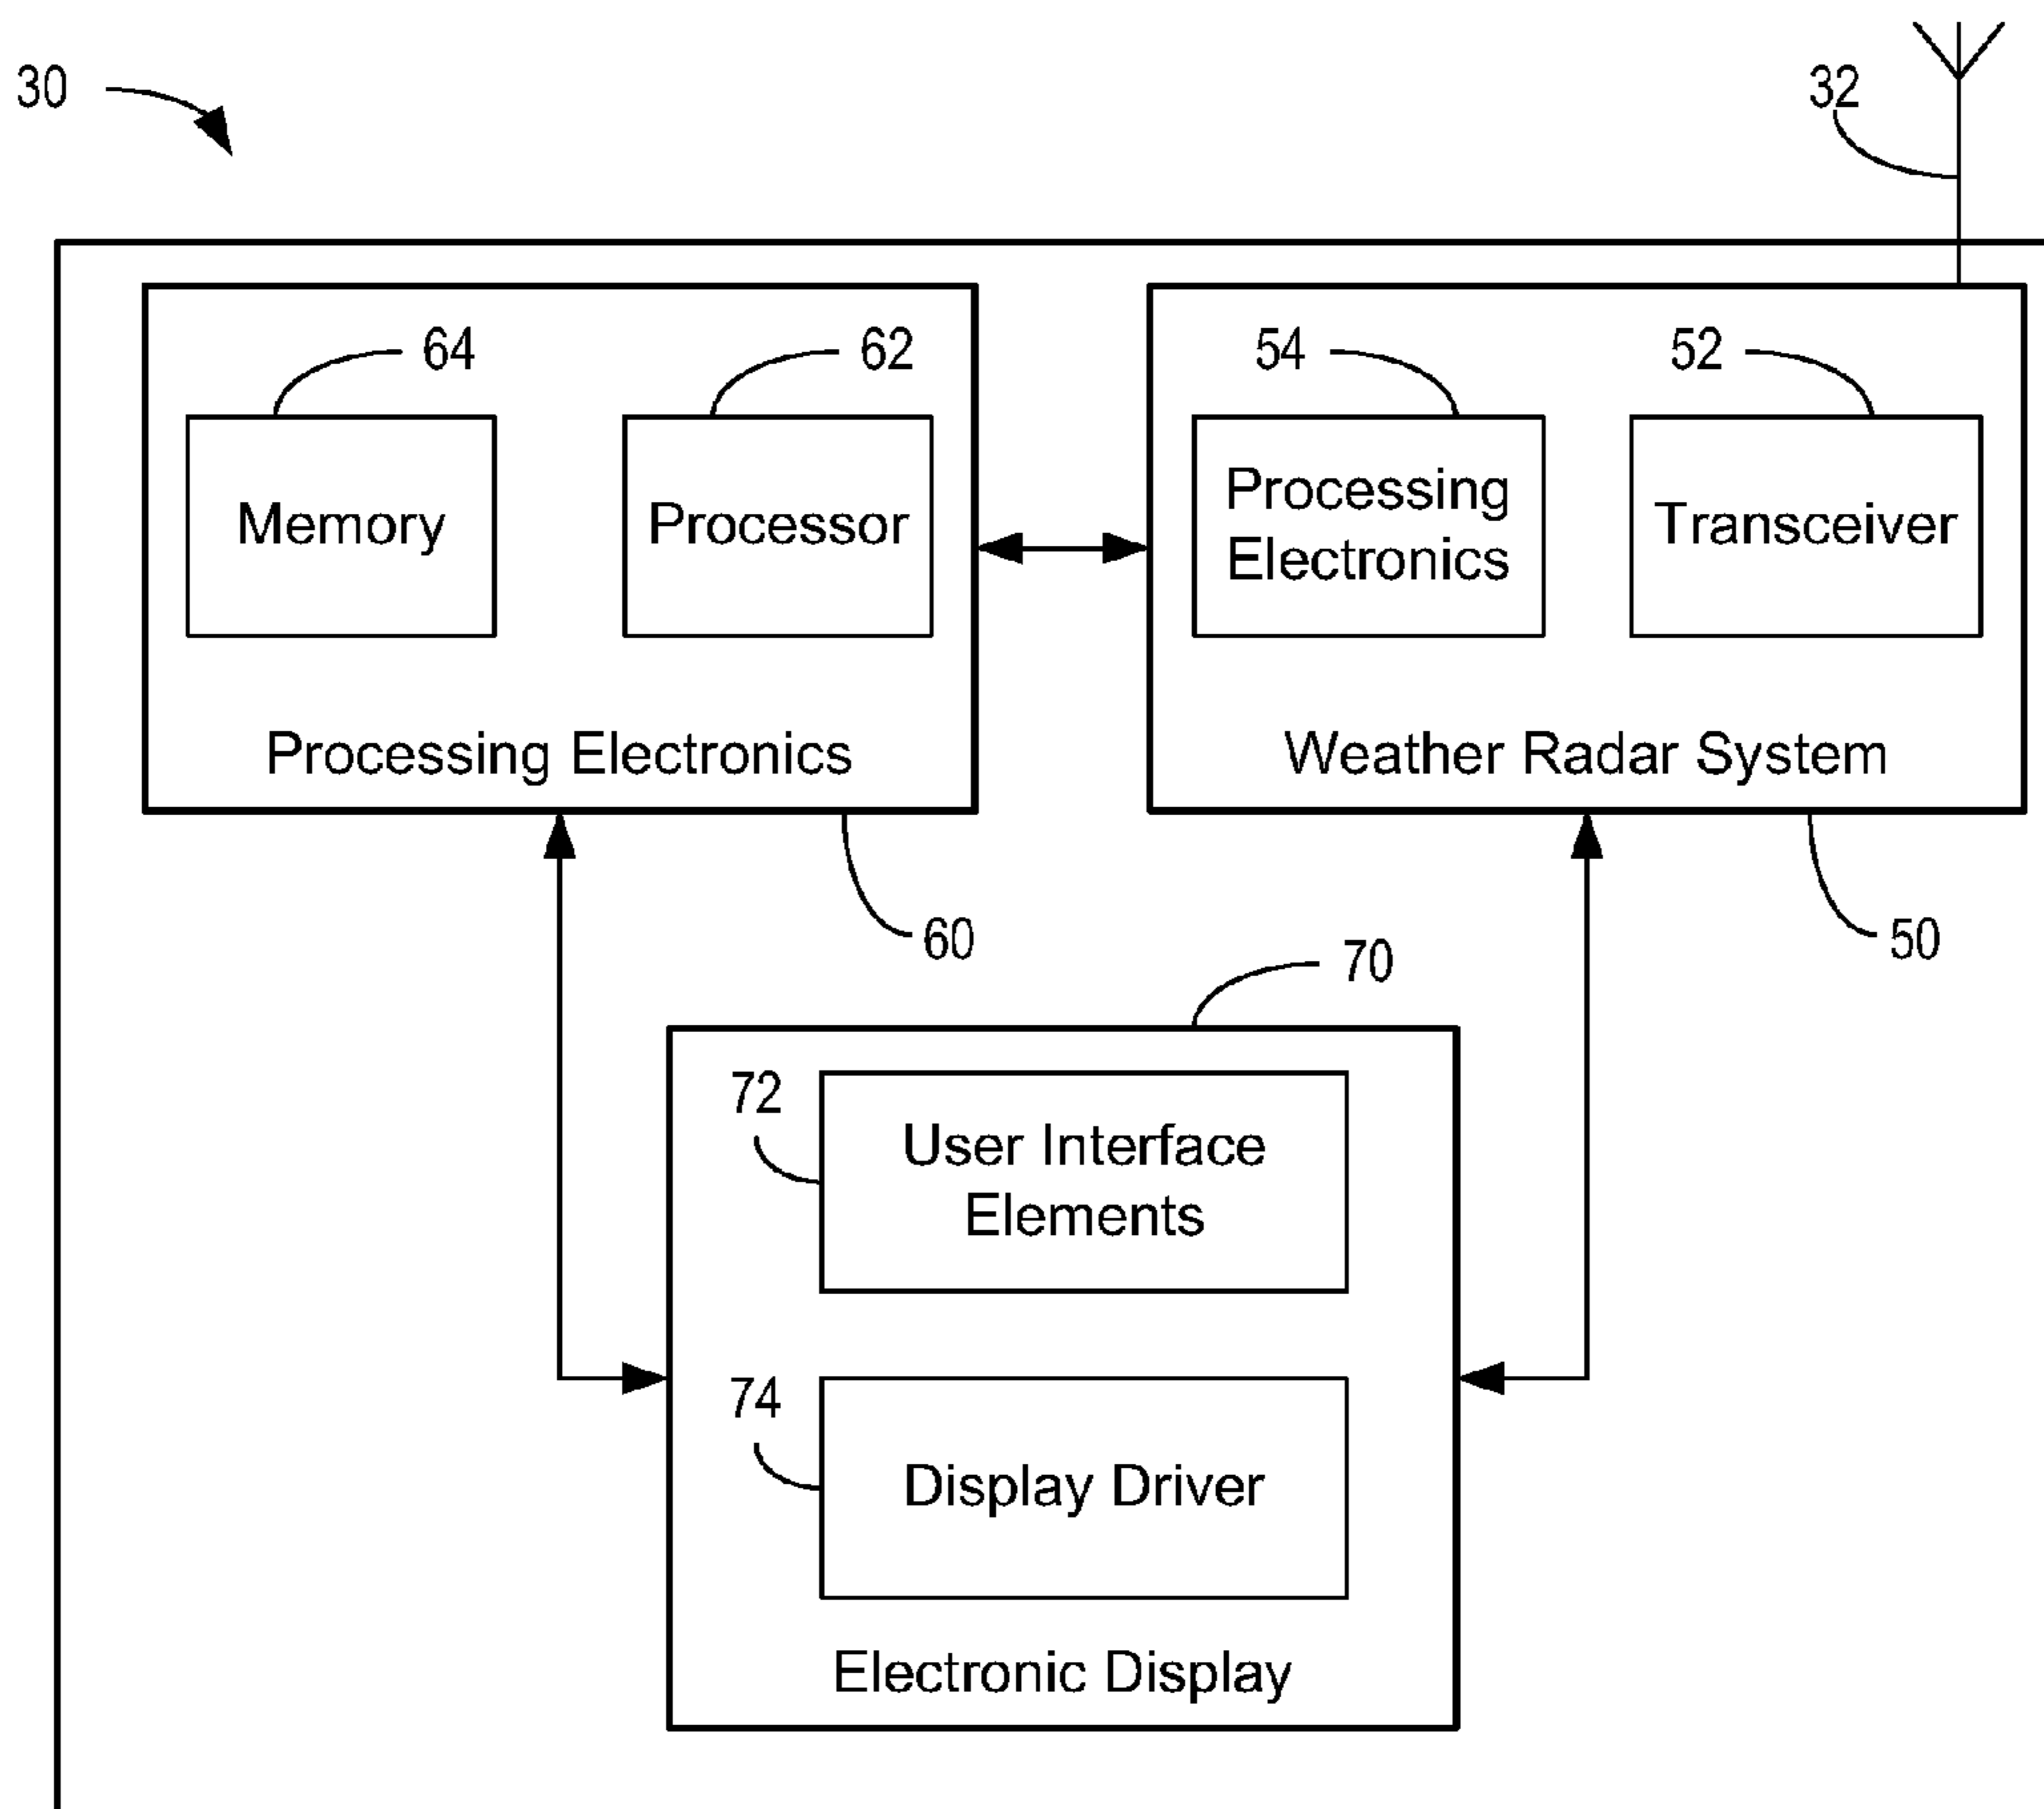 30
32
64
62
54
52
Memory
Processor
Processing
Electronics
Transceiver
Processing Electronics
Weather Radar System
60
50
70
72
User Interface
Elements
74
Display Driver
Electronic Display